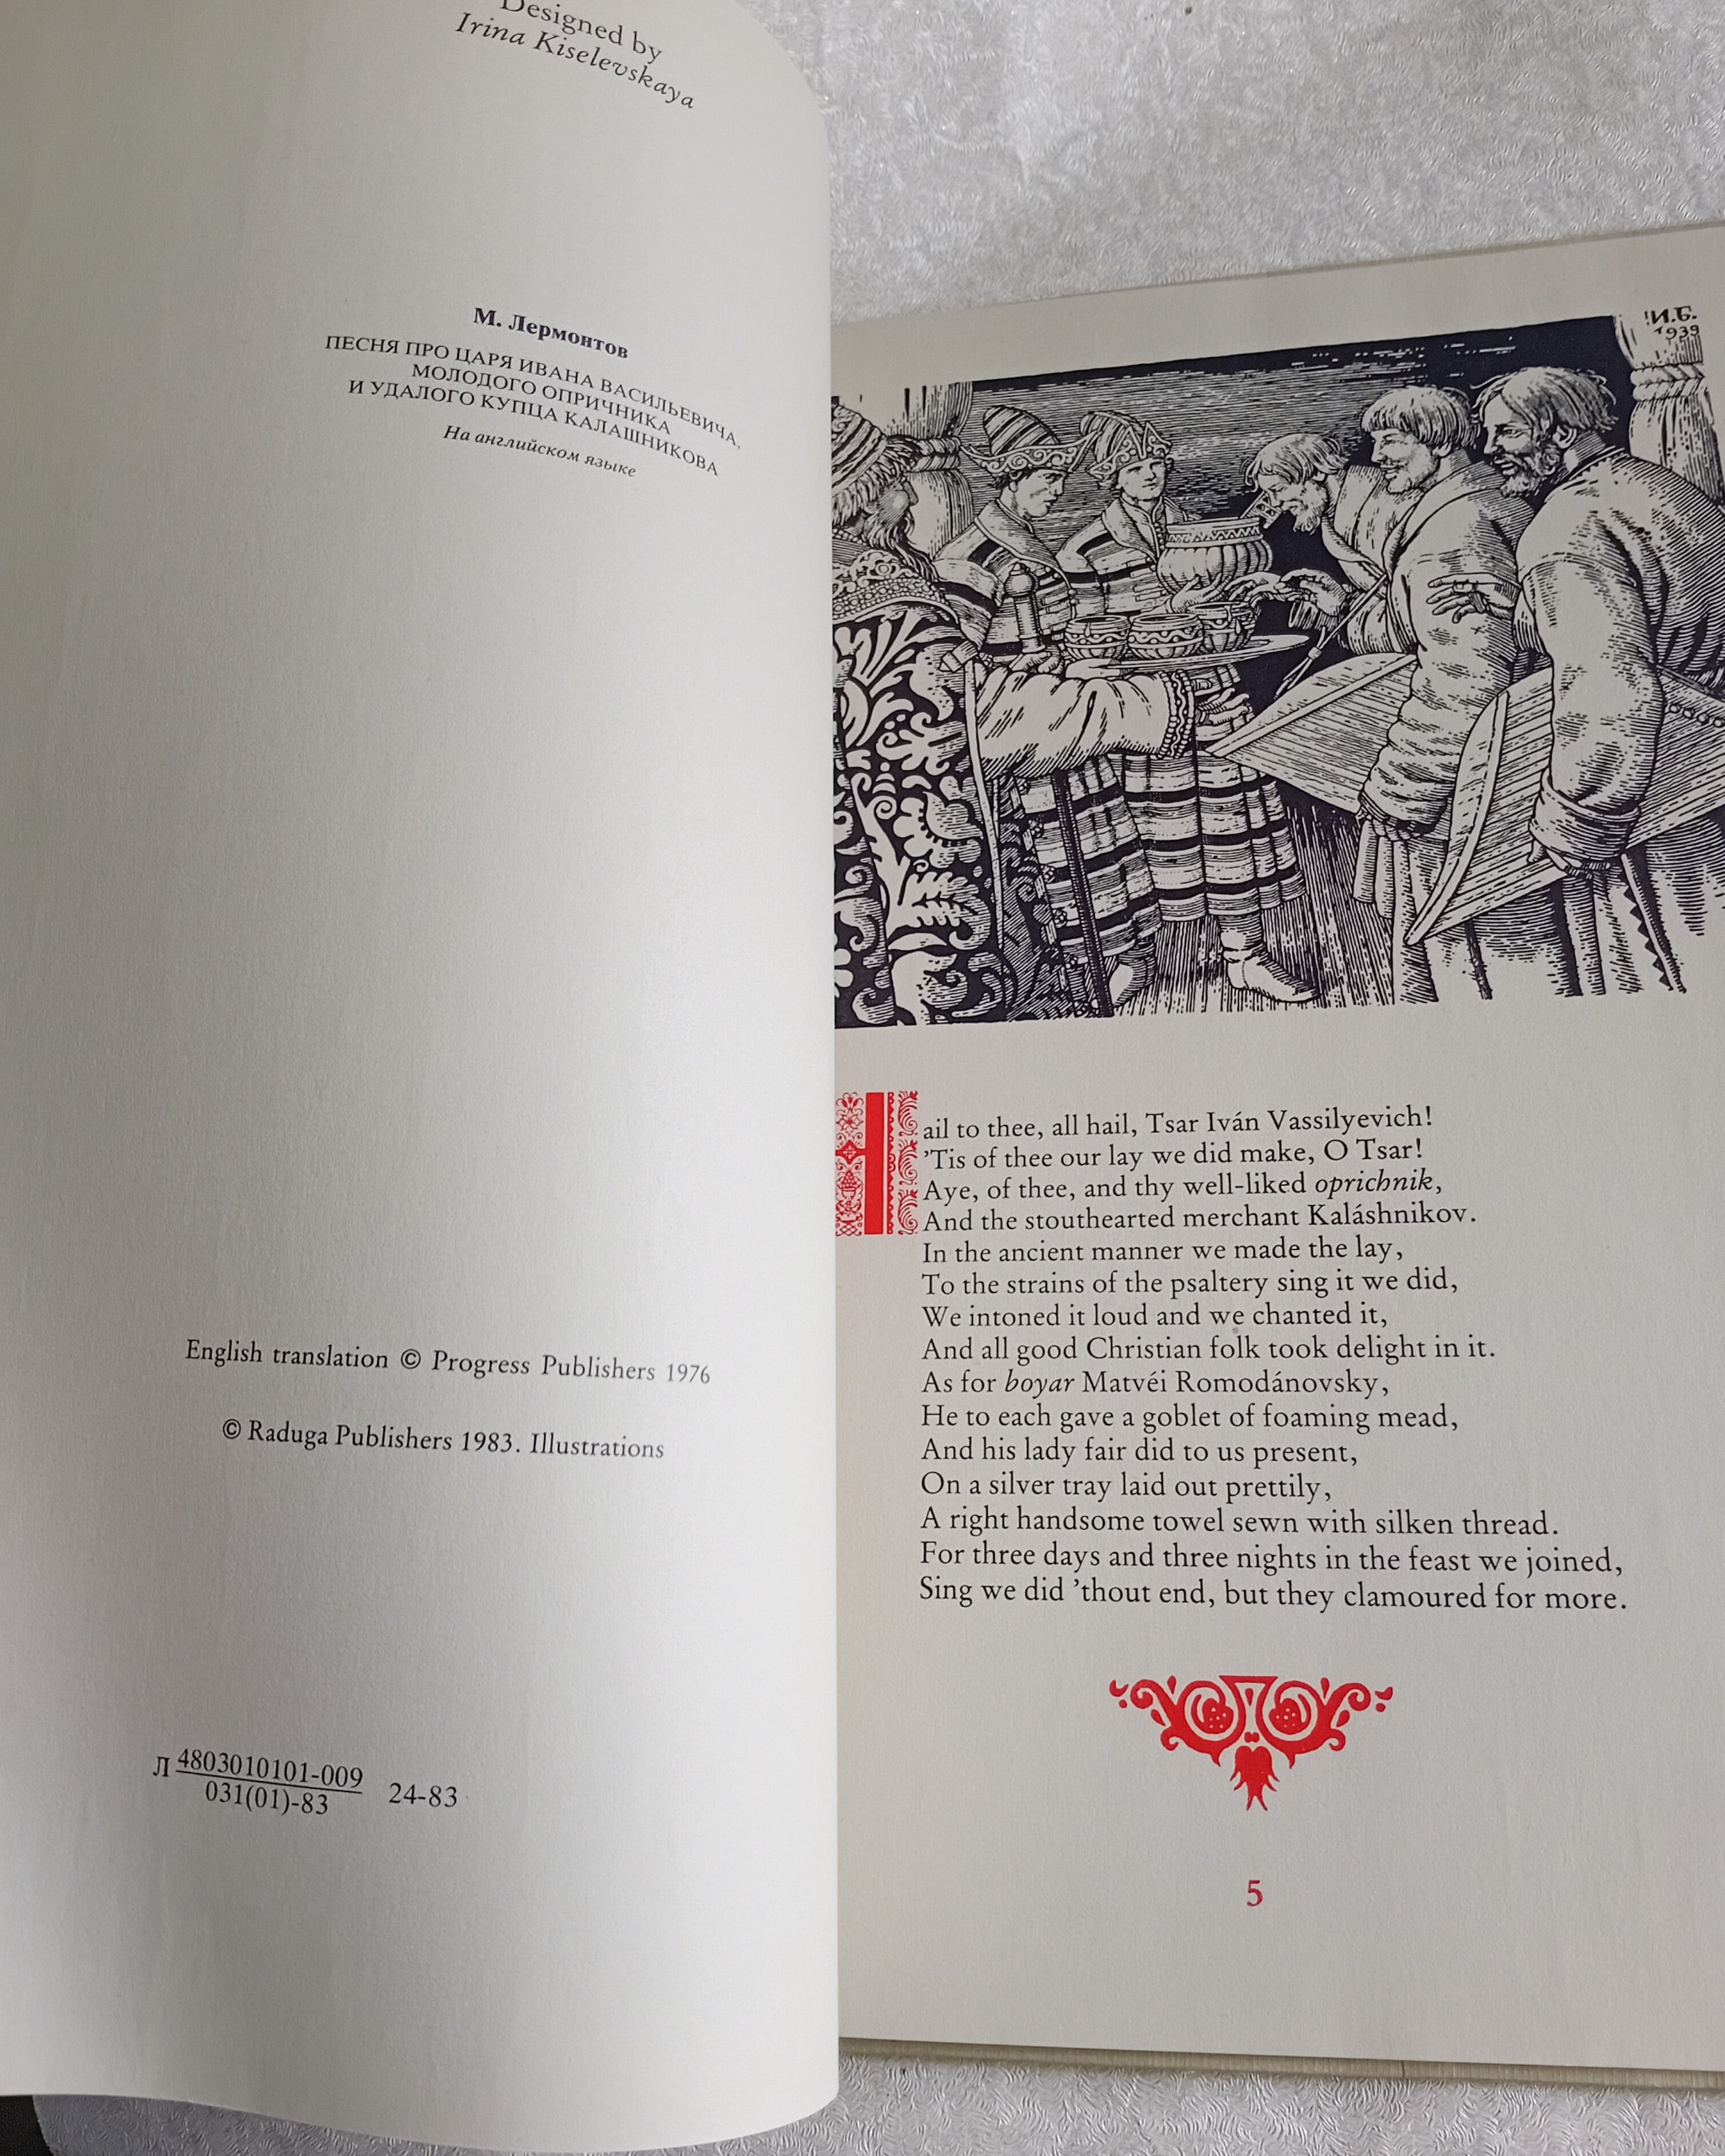 Designed by
Irina Kiselevskaya
М. Лермонтов
ПЕСНЯ ПРО ЦАРЯ ИВАНА ВАСИЛЬЕВИЧА,
МОЛОДОГО ОПРИЧНИКА
И УДАЛОГО КУПЦА КАЛАШНИКОВА
На английском языке
English translation © Progress Publishers 1976
© Raduga Publishers 1983. Illustrations
Л 4803010101-009
031(01)-83 24-83
И.Б.
1939
Hail to thee, all hail, Tsar Iván Vassilyevich!
’Tis of thee our lay we did make, O Tsar!
Aye, of thee, and thy well-liked oprichnik,
And the stouthearted merchant Kaláshnikov.
In the ancient manner we made the lay,
To the strains of the psaltery sing it we did,
We intoned it loud and we chanted it,
And all good Christian folk took delight in it.
As for boyar Matvéi Romodánovsky,
He to each gave a goblet of foaming mead,
And his lady fair did to us present,
On a silver tray laid out prettily,
A right handsome towel sewn with silken thread.
For three days and three nights in the feast we joined,
Sing we did ’thout end, but they clamoured for more.
5